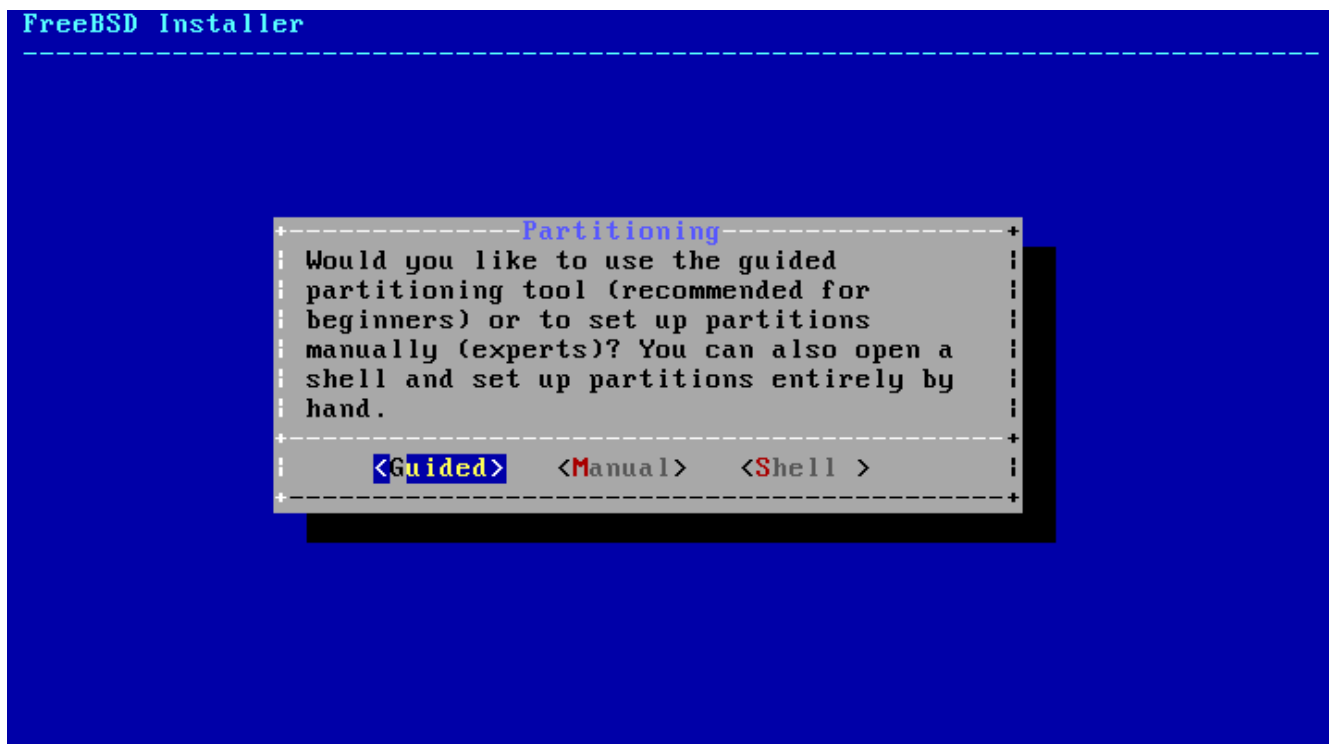 FreeBSD Installer
Partitioning
Would you like to use the guided
partitioning tool (recommended for
beginners) or to set up partitions
manually (experts)? You can also open a
shell and set up partitions entirely by
hand.
<Guided> <Manual> <Shell >